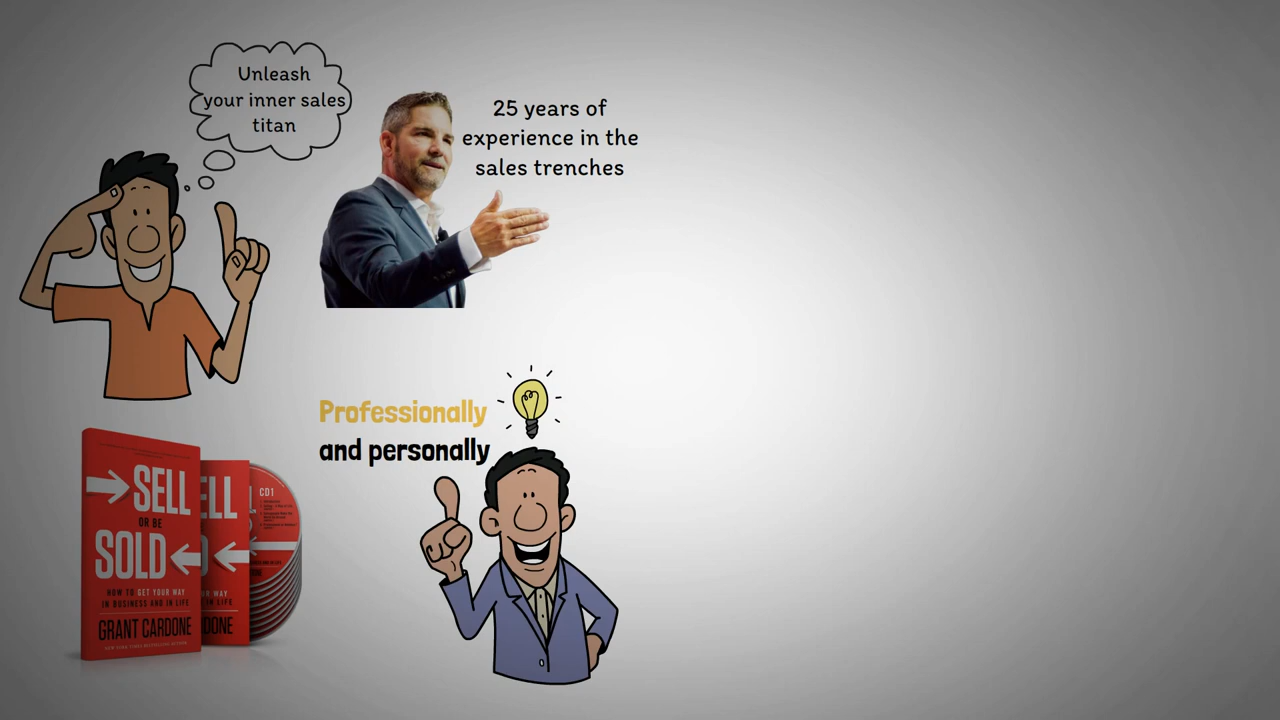 Unleash
your inner sales
titan
25 years of
experience in the
sales trenches
Professionally
and personally
SELL
OR BE
SOLD
HOW TO GET YOUR WAY
IN BUSINESS AND IN LIFE
GRANT CARDONE
ELL
CD1